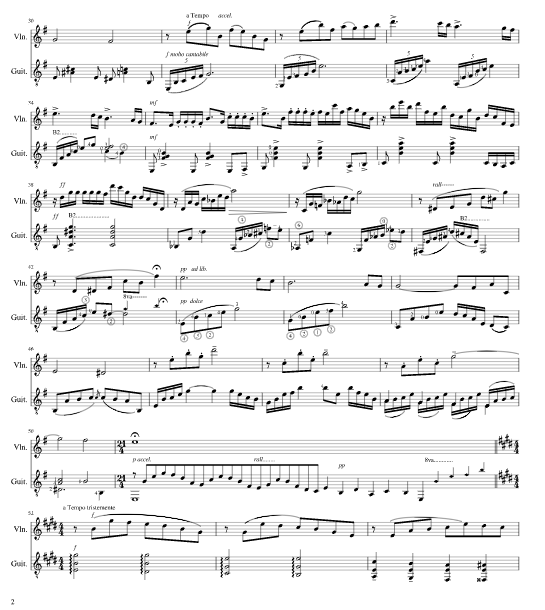 a Tempo accel.
30
Vln.
f molto cantabile
Guit.
34
mf
Vln.
B2
mf
Guit.
38
ff
Vln.
rall
ff B2 B2
Guit.
42
pp ad lib.
Vln.
8va
pp dolce
Guit.
46
Vln.
Guit.
50
Vln.
p accel. rall pp 8va
Guit.
a Tempo tristemente
52
f
Vln.
f
Guit.
2